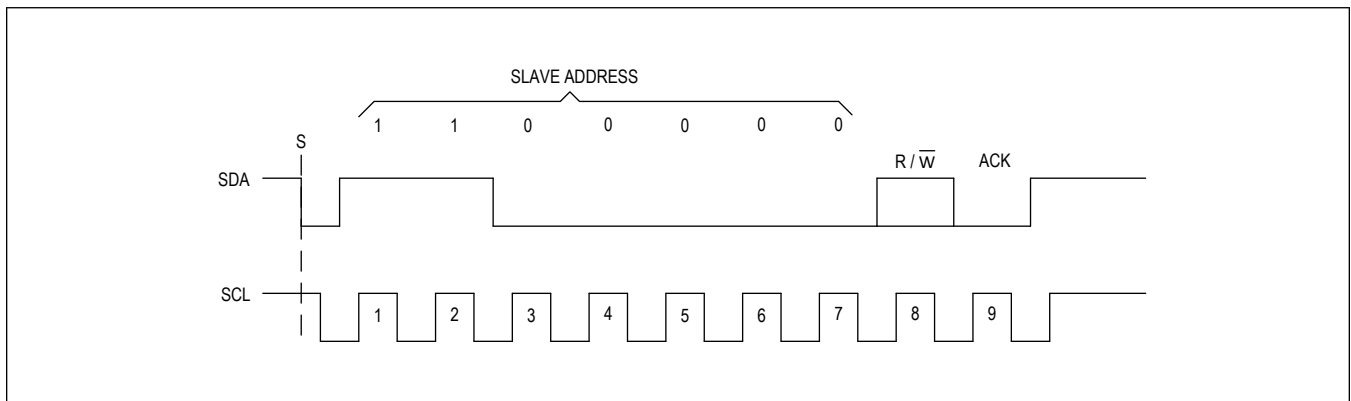 SLAVE ADDRESS
1 1 0 0 0 0 0
S
R / W̅ ACK
SDA
SCL
1 2 3 4 5 6 7 8 9